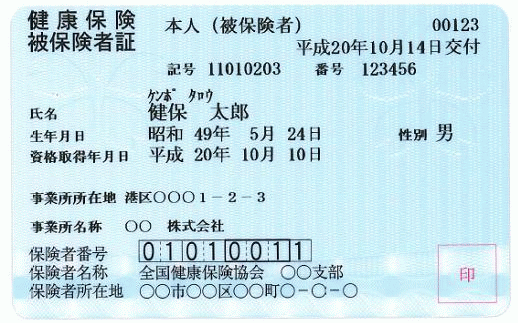 健康保険 本人（被保険者） 00123
被保険者証 平成20年10月14日交付
記号 11010203 番号 123456
ｹﾝﾎﾟ ﾀﾛｳ
氏名 健保 太郎
生年月日 昭和 49年 5月 24日 性別 男
資格取得年月日 平成 20年 10月 10日
事業所所在地 港区〇〇〇１－２－３
事業所名称 〇〇 株式会社
保険者番号 01010011
保険者名称 全国健康保険協会 〇〇支部
保険者所在地 〇〇市〇〇区〇〇町〇－〇－〇
印